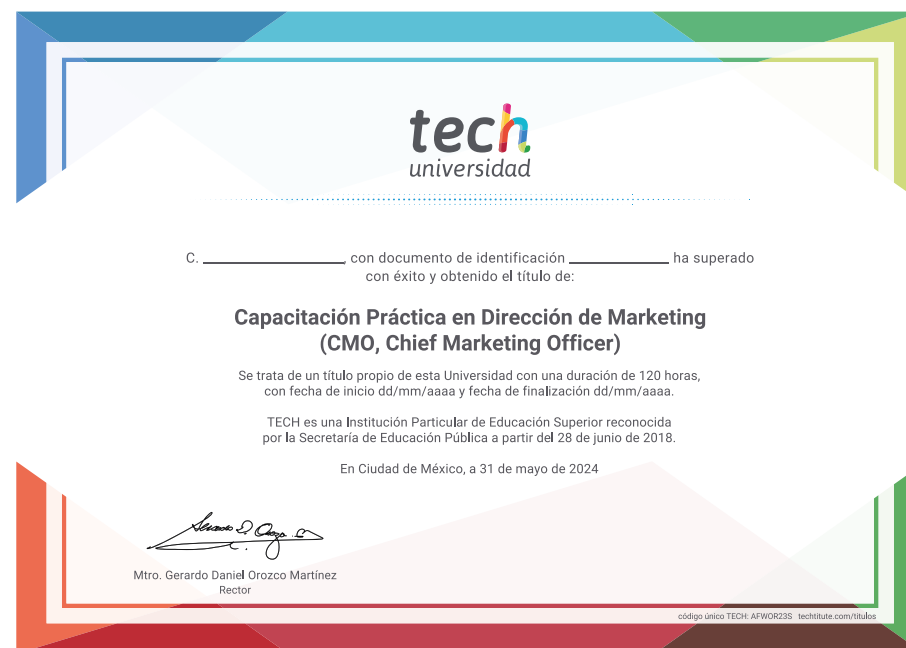 tech
universidad
C. ____________, con documento de identificación ____________ ha superado
con éxito y obtenido el título de:
Capacitación Práctica en Dirección de Marketing
(CMO, Chief Marketing Officer)
Se trata de un título propio de esta Universidad con una duración de 120 horas,
con fecha de inicio dd/mm/aaaa y fecha de finalización dd/mm/aaaa.
TECH es una Institución Particular de Educación Superior reconocida
por la Secretaría de Educación Pública a partir del 28 de junio de 2018.
En Ciudad de México, a 31 de mayo de 2024
Mtro. Gerardo Daniel Orozco Martínez
Rector
código único TECH: AFWOR23S techtitute.com/titulos